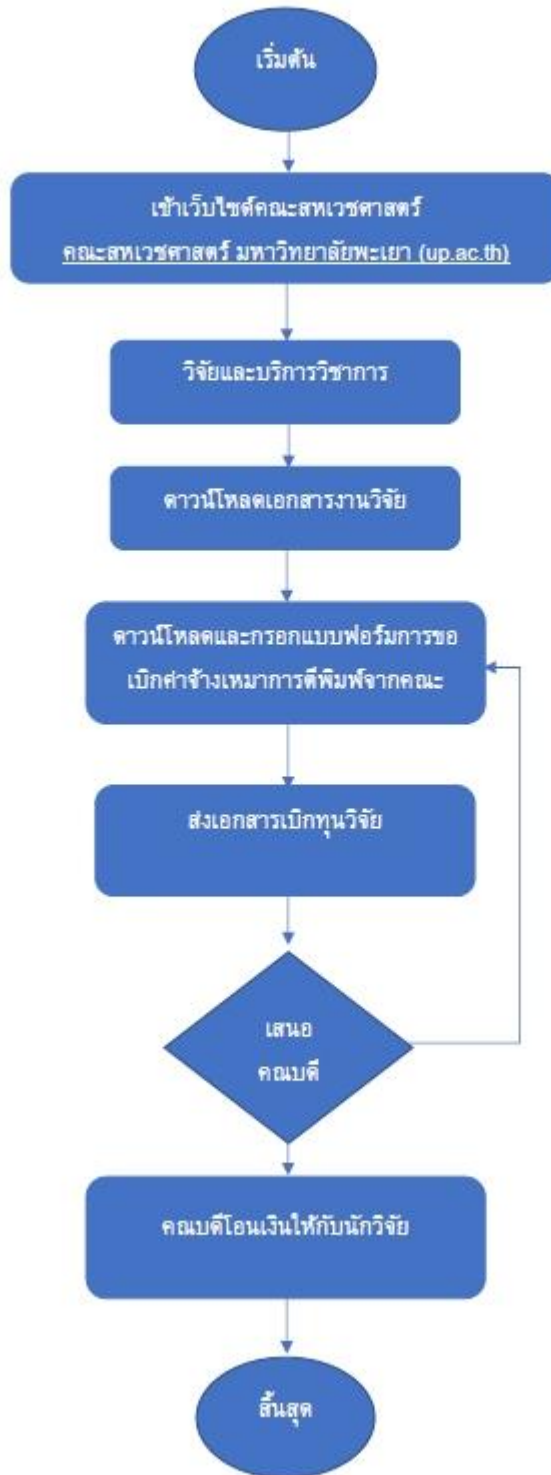 เริ่มต้น
เข้าเว็บไซต์คณะสหเวชศาสตร์
คณะสหเวชศาสตร์ มหาวิทยาลัยพะเยา (up.ac.th)
วิจัยและบริการวิชาการ
ดาวน์โหลดเอกสารงานวิจัย
ดาวน์โหลดและกรอกแบบฟอร์มการขอ
เบิกค่าจ้างเหมาการตีพิมพ์จากคณะ
ส่งเอกสารเบิกทุนวิจัย
เสนอ
คณบดี
คณบดีโอนเงินให้กับนักวิจัย
สิ้นสุด